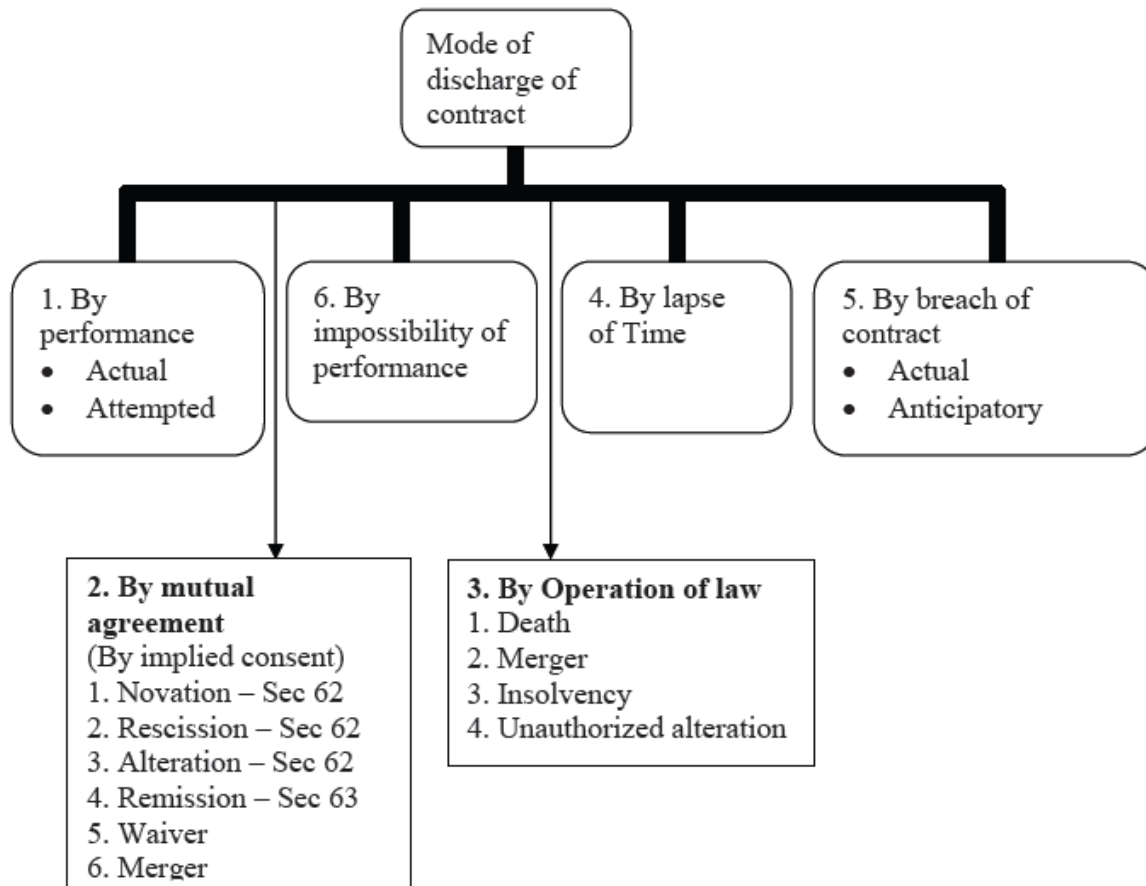 Mode of
discharge of
contract
1. By
performance
• Actual
• Attempted
6. By
impossibility of
performance
4. By lapse
of Time
5. By breach of
contract
• Actual
• Anticipatory
2. By mutual
agreement
(By implied consent)
1. Novation – Sec 62
2. Rescission – Sec 62
3. Alteration – Sec 62
4. Remission – Sec 63
5. Waiver
6. Merger
3. By Operation of law
1. Death
2. Merger
3. Insolvency
4. Unauthorized alteration